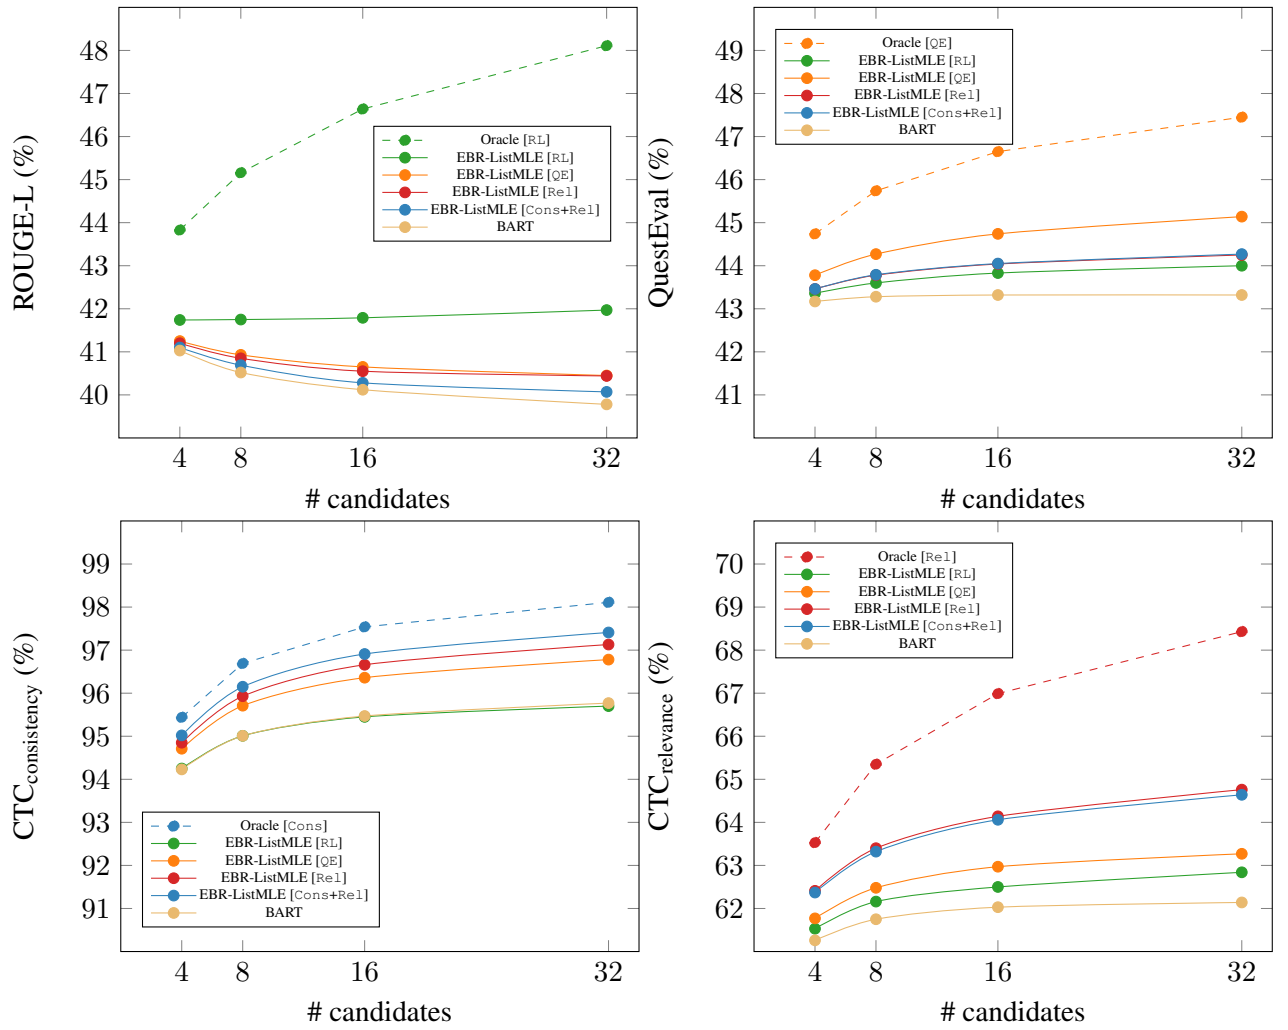 48
47
46
45
44
43
42
41
40
ROUGE-L (%)
Oracle [RL]
EBR-ListMLE [RL]
EBR-ListMLE [QE]
EBR-ListMLE [Rel]
EBR-ListMLE [Cons+Rel]
BART
4 8 16 32
# candidates
49
48
47
46
45
44
43
42
41
QuestEval (%)
Oracle [QE]
EBR-ListMLE [RL]
EBR-ListMLE [QE]
EBR-ListMLE [Rel]
EBR-ListMLE [Cons+Rel]
BART
4 8 16 32
# candidates
99
98
97
96
95
94
93
92
91
CTCconsistency (%)
Oracle [Cons]
EBR-ListMLE [RL]
EBR-ListMLE [QE]
EBR-ListMLE [Rel]
EBR-ListMLE [Cons+Rel]
BART
4 8 16 32
# candidates
70
69
68
67
66
65
64
63
62
CTCrelevance (%)
Oracle [Rel]
EBR-ListMLE [RL]
EBR-ListMLE [QE]
EBR-ListMLE [Rel]
EBR-ListMLE [Cons+Rel]
BART
4 8 16 32
# candidates